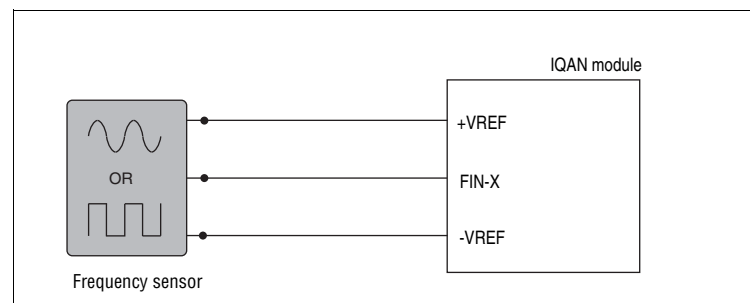 IQAN module
+VREF
OR
FIN-X
-VREF
Frequency sensor